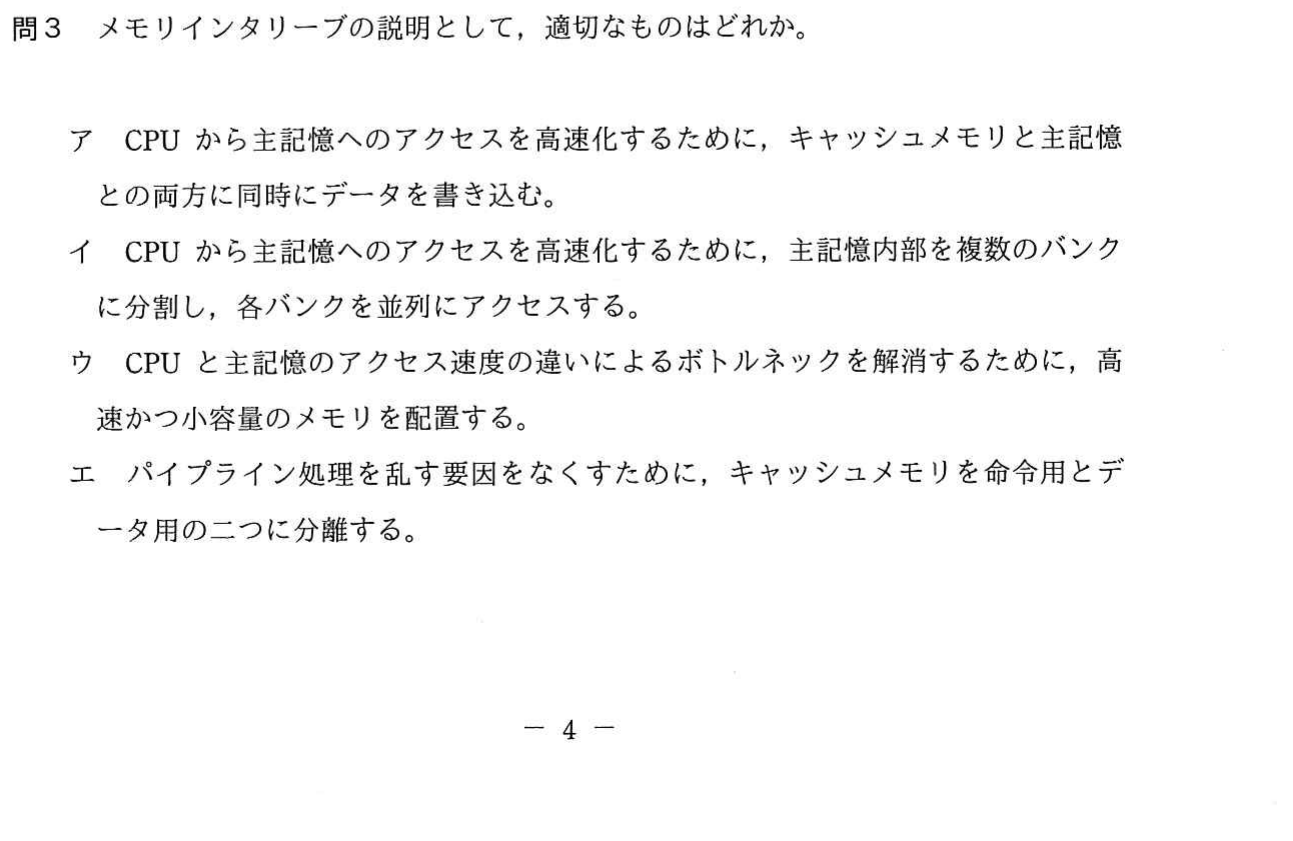 問3 メモリインタリーブの説明として，適切なものはどれか。
ア CPU から主記憶へのアクセスを高速化するために，キャッシュメモリと主記憶
との両方に同時にデータを書き込む。
イ CPU から主記憶へのアクセスを高速化するために，主記憶内部を複数のバンク
に分割し，各バンクを並列にアクセスする。
ウ CPU と主記憶のアクセス速度の違いによるボトルネックを解消するために，高
速かつ小容量のメモリを配置する。
エ パイプライン処理を乱す要因をなくすために，キャッシュメモリを命令用とデ
ータ用の二つに分離する。
－ 4 －